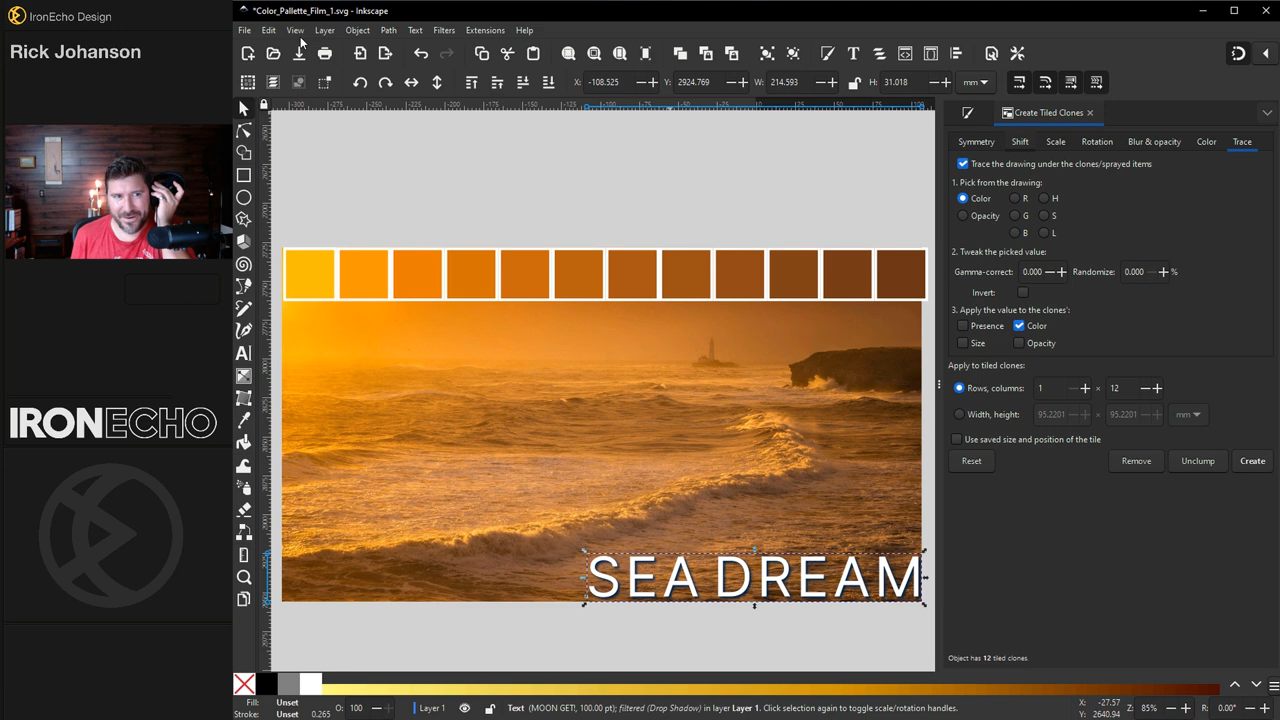 IronEcho Design
*Color_Pallette_Film_1.svg - Inkscape
Rick Johanson
File Edit View Layer Object Path Text Filters Extensions Help
X: -108.525 Y: 2924.769 W: 214.593 H: 31.018 mm
Create Tiled Clones
Symmetry Shift Scale Rotation Blur & opacity Color Trace
Trace the drawing under the clones/sprayed items
1. Pick from the drawing:
Color R H
Opacity G S
B L
2. Tweak the picked value:
Gamma-correct: 0.000 Randomize: 0.000 %
Invert:
3. Apply the value to the clones':
Presence Color
Size Opacity
Apply to tiled clones:
Rows, columns: 1 × 12
Width, height: 95.2201 × 95.2201 mm
Use saved size and position of the tile
Reset Remove Unclump Create
IRONECHO
SEA DREAM
Object has 12 tiled clones.
Fill: Unset
Stroke: Unset 0.265
O: 100
Layer 1
Text (MOON GET!, 100.00 pt); filtered (Drop Shadow) in layer Layer 1. Click selection again to toggle scale/rotation handles.
X: -27.57
Y: 2640.94
Z: 85%
R: 0.00°